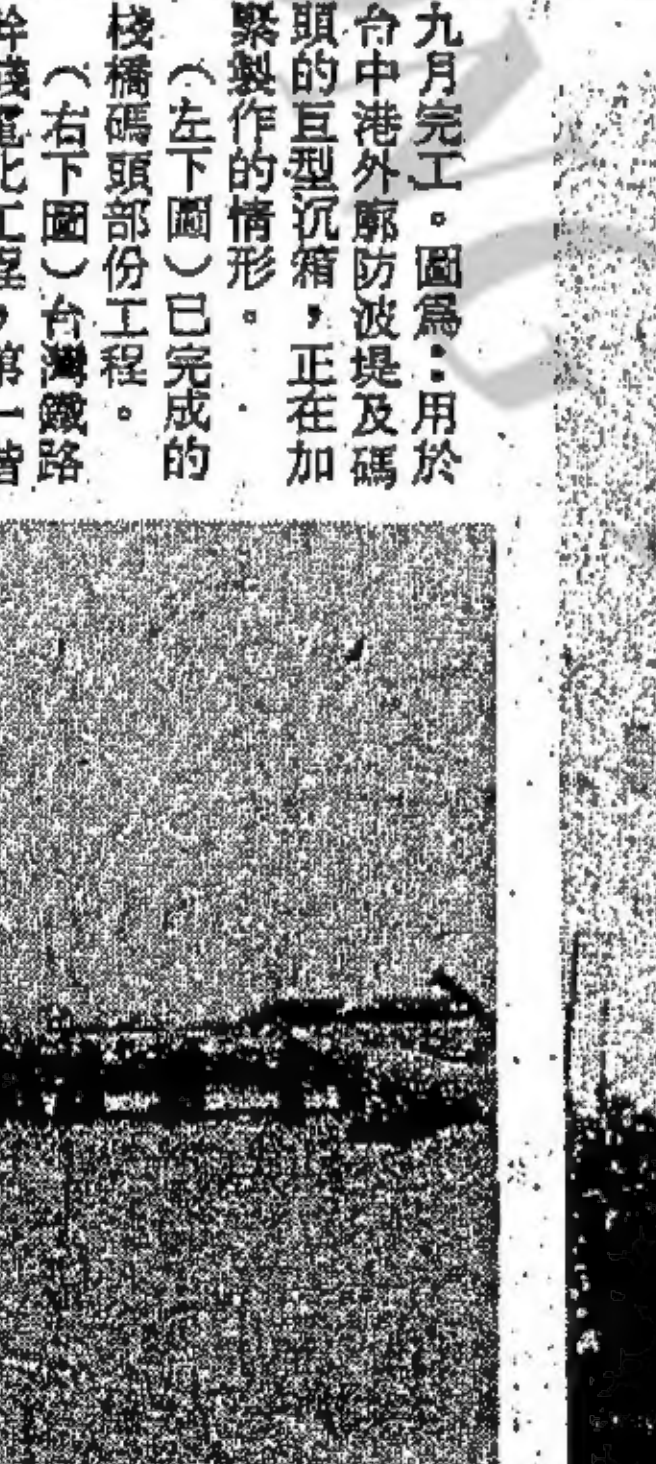 九月完工。圖爲：用於
台中港外廓防波堤及碼
頭的巨型沉箱，正在加
緊製作的情形。
（左下圖）已完成的
棧橋碼頭部份工程。
（右下圖）台灣鐵路
幹綫電化工程，第一階